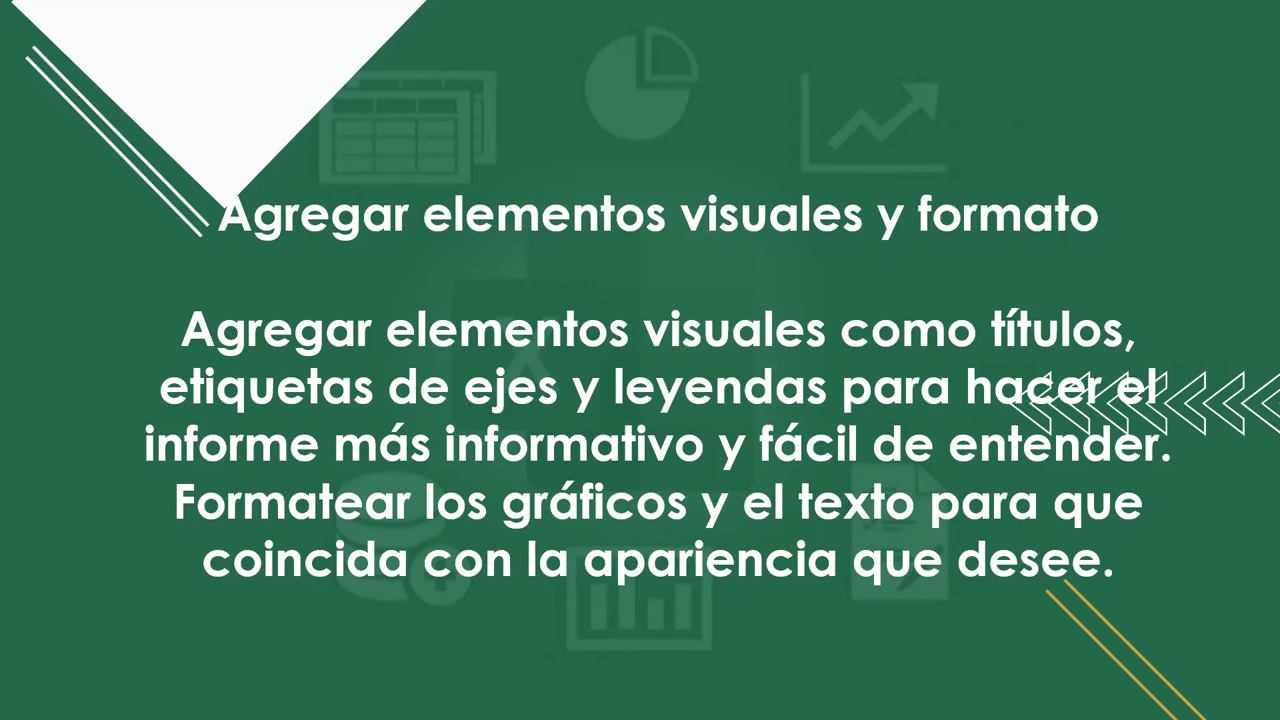 Agregar elementos visuales y formato
Agregar elementos visuales como títulos,
etiquetas de ejes y leyendas para hacer el
informe más informativo y fácil de entender.
Formatear los gráficos y el texto para que
coincida con la apariencia que desee.